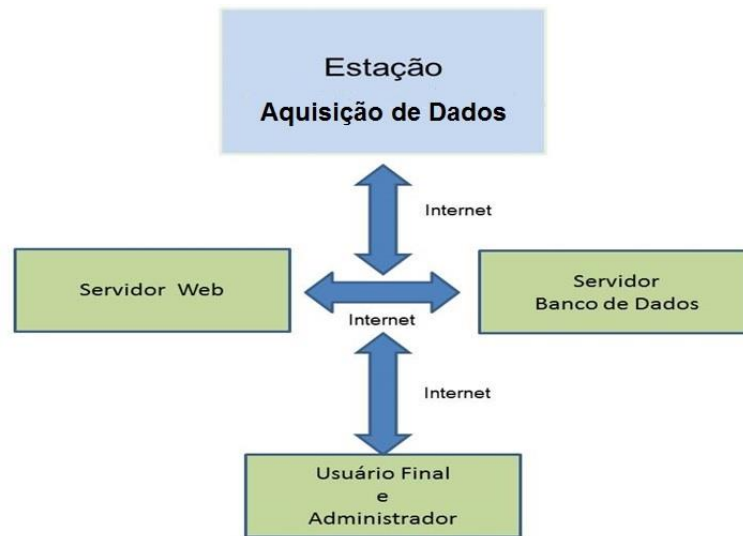 Estação
Aquisição de Dados
Internet
Servidor Web
Servidor
Banco de Dados
Internet
Internet
Usuário Final
e
Administrador